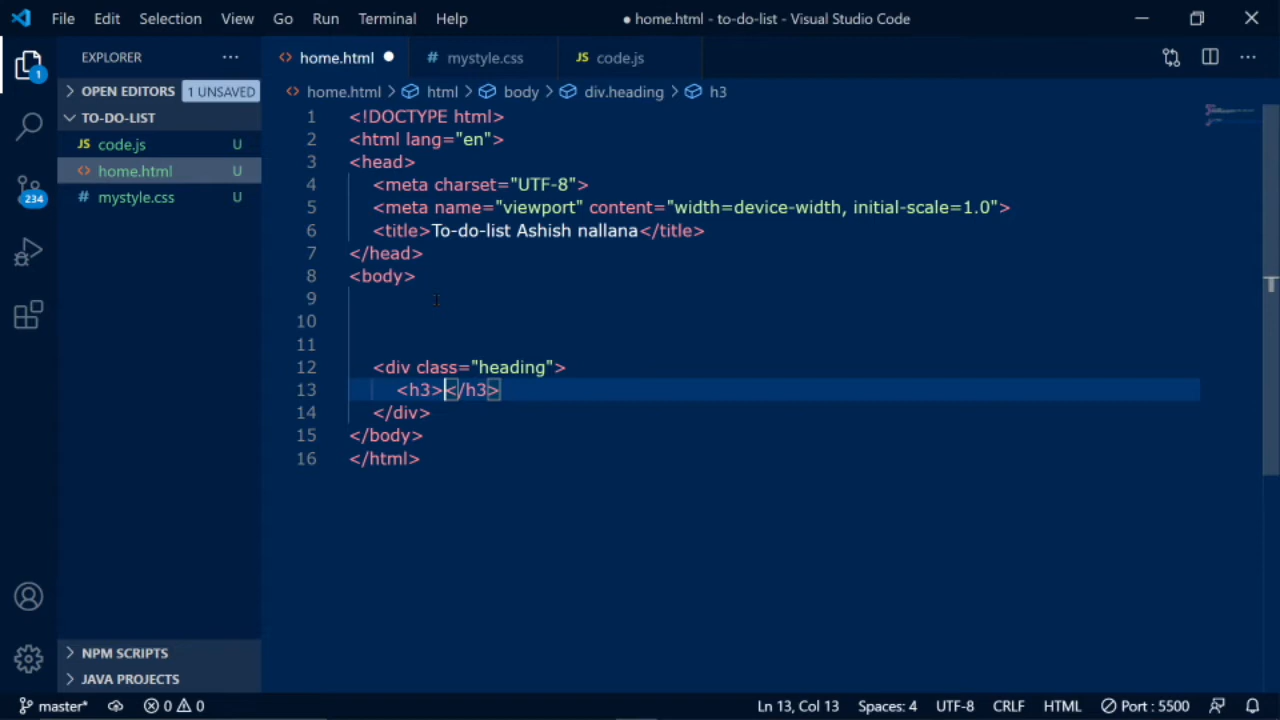 File Edit Selection View Go Run Terminal Help ● home.html - to-do-list - Visual Studio Code
EXPLORER ··· <> home.html ● # mystyle.css JS code.js ···
OPEN EDITORS 1 UNSAVED
<> home.html > html > body > div.heading > h3
TO-DO-LIST
JS code.js U
<> home.html U
# mystyle.css U
1
234
1 <!DOCTYPE html>
2 <html lang="en">
3 <head>
4 <meta charset="UTF-8">
5 <meta name="viewport" content="width=device-width, initial-scale=1.0">
6 <title>To-do-list Ashish nallana</title>
7 </head>
8 <body>
9
10
11
12 <div class="heading">
13 <h3></h3>
14 </div>
15 </body>
16 </html>
NPM SCRIPTS
JAVA PROJECTS
master* 0 0 Ln 13, Col 13 Spaces: 4 UTF-8 CRLF HTML Port : 5500